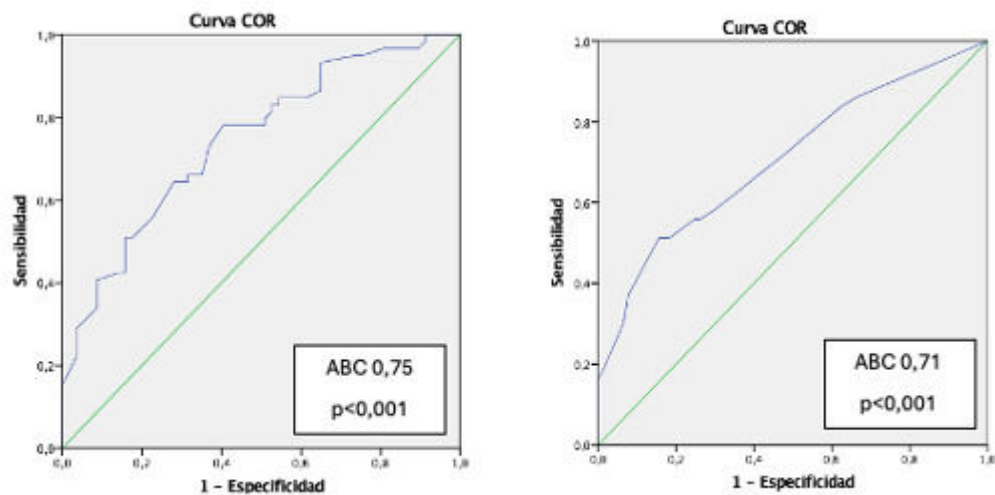 Curva COR
1,0
0,8
0,6
0,4
0,2
0,0
Sensibilidad
0,0 0,2 0,4 0,6 0,8 1,0
1 - Especificidad
ABC 0,75
p<0,001
Curva COR
1.0
0.8
0.6
0.4
0.2
0.0
Sensibilidad
0.0 0.2 0.4 0.6 0.8 1.0
1 - Especificidad
ABC 0,71
p<0,001